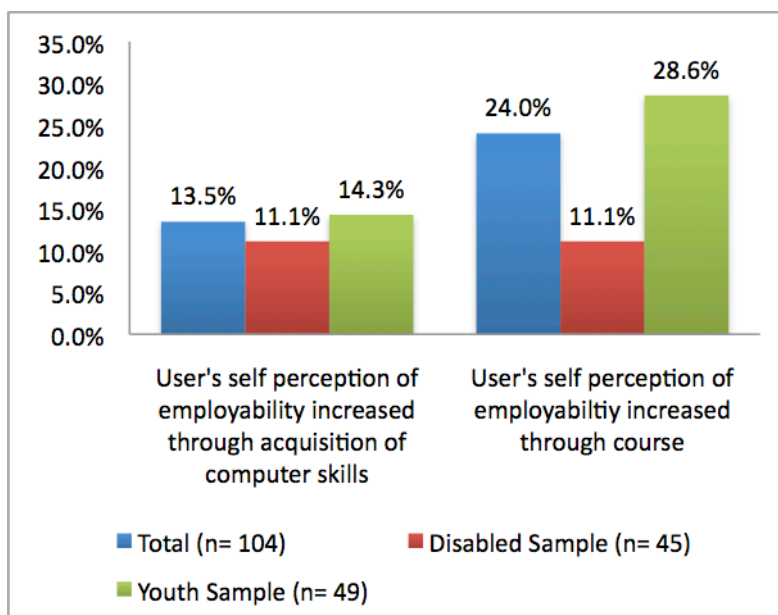 35.0%
30.0%
25.0%
20.0%
15.0%
10.0%
5.0%
0.0%
13.5%
11.1%
14.3%
24.0%
11.1%
28.6%
User's self perception of
employability increased
through acquisition of
computer skills
User's self perception of
employabiltiy increased
through course
Total (n= 104)
Disabled Sample (n= 45)
Youth Sample (n= 49)